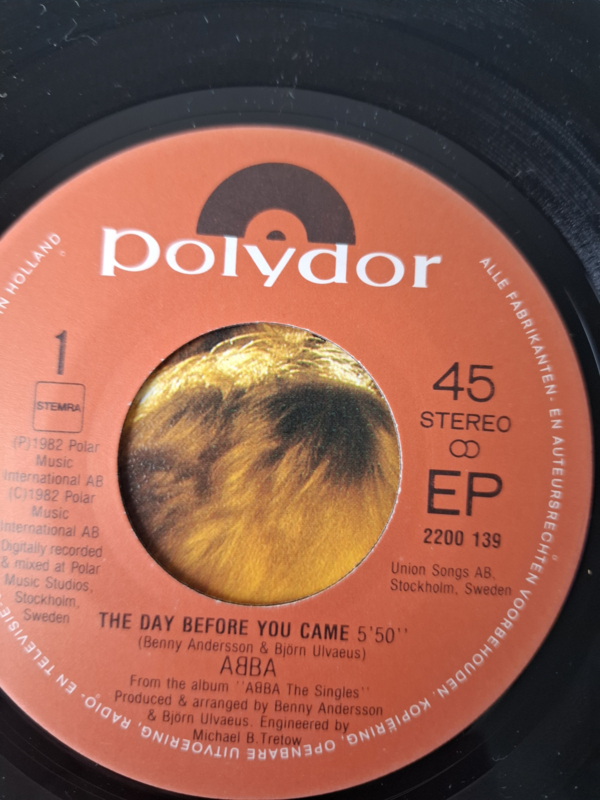 polydor
1
STEMRA
(P)1982 Polar
Music
International AB
(C)1982 Polar
Music
International AB
Digitally recorded
& mixed at Polar
Music Studios,
Stockholm,
Sweden
45
STEREO
EP
2200 139
Union Songs AB,
Stockholm, Sweden
THE DAY BEFORE YOU CAME 5'50''
(Benny Andersson & Björn Ulvaeus)
ABBA
From the album "ABBA The Singles"
Produced & arranged by Benny Andersson
& Björn Ulvaeus. Engineered by
Michael B.Tretow
IN HOLLAND
ALLE FABRIKANTEN- EN AUTEURSRECHTEN VOORBEHOUDEN. KOPIËRING, OPENBARE UITVOERING, RADIO- EN TELEVISIE